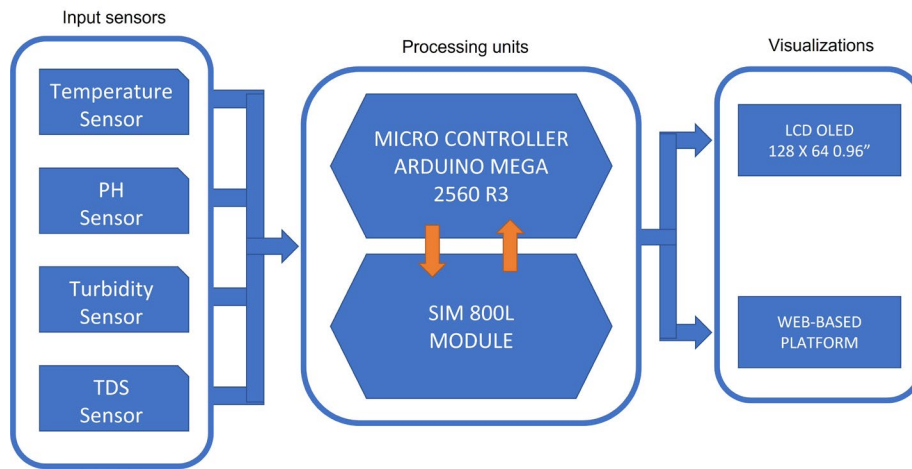 Input sensors
Temperature
Sensor
PH
Sensor
Turbidity
Sensor
TDS
Sensor
Processing units
MICRO CONTROLLER
ARDUINO MEGA
2560 R3
SIM 800L
MODULE
Visualizations
LCD OLED
128 X 64 0.96”
WEB-BASED
PLATFORM